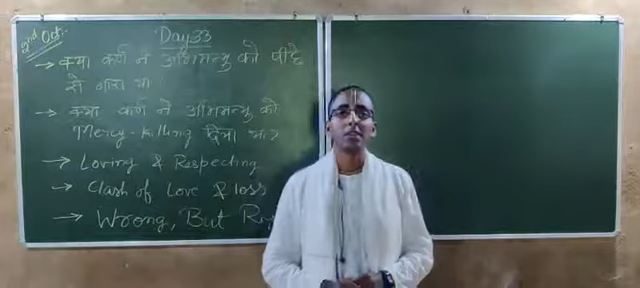 2nd Oct.
Day 33
→ क्या कर्ण ने अभिमन्यु को पीछे
से मारा था
→ क्या कर्ण ने अभिमन्यु को
Mercy-killing दिया था?
→ Loving & Respecting
→ Clash of Love & loss
→ Wrong, But